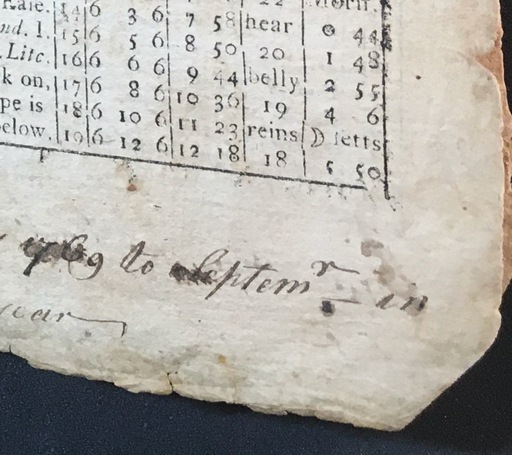 Morn.
Raie. 14 6 3 6 7 58 hear 0 44
nd. 1. 15 6 5 6 8 50 20 1 48
Litc. 16 6 6 6 9 44 belly 2 55
k on, 17 6 8 6 10 36 19 4 6
pe is 18 6 10 6 11 23 reins ☽ ſetts
elow. 19 6 12 6 12 18 18 5 50
1769 to Septemr in
year